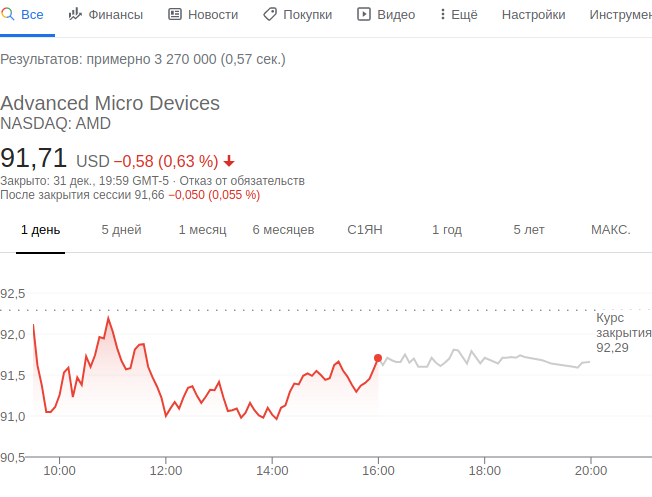 Все Финансы Новости Покупки Видео Ещё Настройки Инструмен
Результатов: примерно 3 270 000 (0,57 сек.)
Advanced Micro Devices
NASDAQ: AMD
91,71 USD −0,58 (0,63 %)
Закрыто: 31 дек., 19:59 GMT-5 · Отказ от обязательств
После закрытия сессии 91,66 −0,050 (0,055 %)
1 день 5 дней 1 месяц 6 месяцев С1ЯН 1 год 5 лет МАКС.
92,5
92,0
91,5
91,0
90,5
Курс
закрытия
92,29
10:00 12:00 14:00 16:00 18:00 20:00